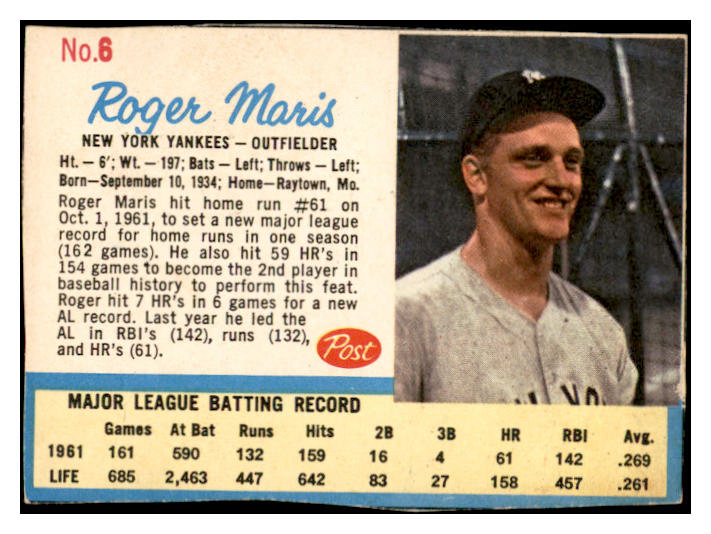 No.6
Roger Maris
NEW YORK YANKEES — OUTFIELDER
Ht. — 6'; Wt. — 197; Bats — Left; Throws — Left;
Born—September 10, 1934; Home—Raytown, Mo.
Roger Maris hit home run #61 on
Oct. 1, 1961, to set a new major league
record for home runs in one season
(162 games). He also hit 59 HR's in
154 games to become the 2nd player in
baseball history to perform this feat.
Roger hit 7 HR's in 6 games for a new
AL record. Last year he led the
AL in RBI's (142), runs (132),
and HR's (61).
Post
MAJOR LEAGUE BATTING RECORD
Games At Bat Runs Hits 2B 3B HR RBI Avg.
1961 161 590 132 159 16 4 61 142 .269
LIFE 685 2,463 447 642 83 27 158 457 .261